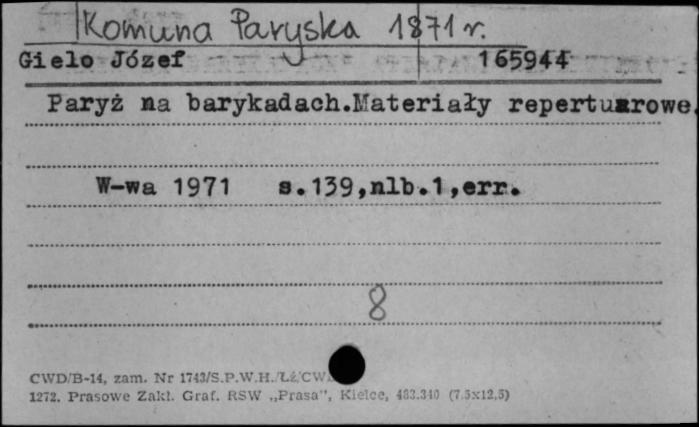 Komuna Paryska 1871 r.
Gielo Józef 165944
Paryż na barykadach.Materiały repertuarowe.
W-wa 1971 s.139,nlb.1,err.
8
CWD/B-14, zam. Nr 1743/S.P.W.H./Łż/CW
1272. Prasowe Zakł. Graf. RSW „Prasa", Kielce, 483.340 (7.5x12,5)